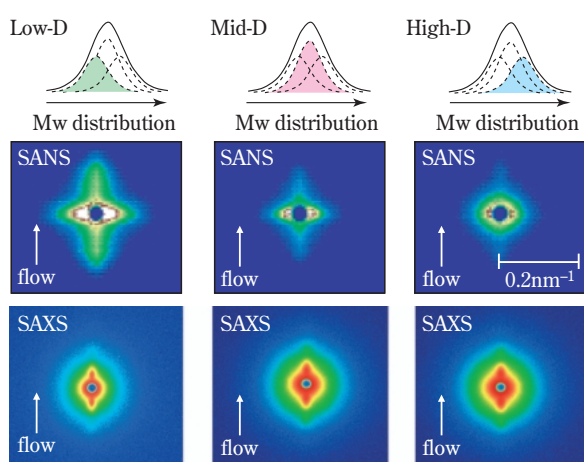 Low-D
Mid-D
High-D
Mw distribution
Mw distribution
Mw distribution
SANS
SANS
SANS
flow
flow
flow
0.2nm⁻¹
SAXS
SAXS
SAXS
flow
flow
flow